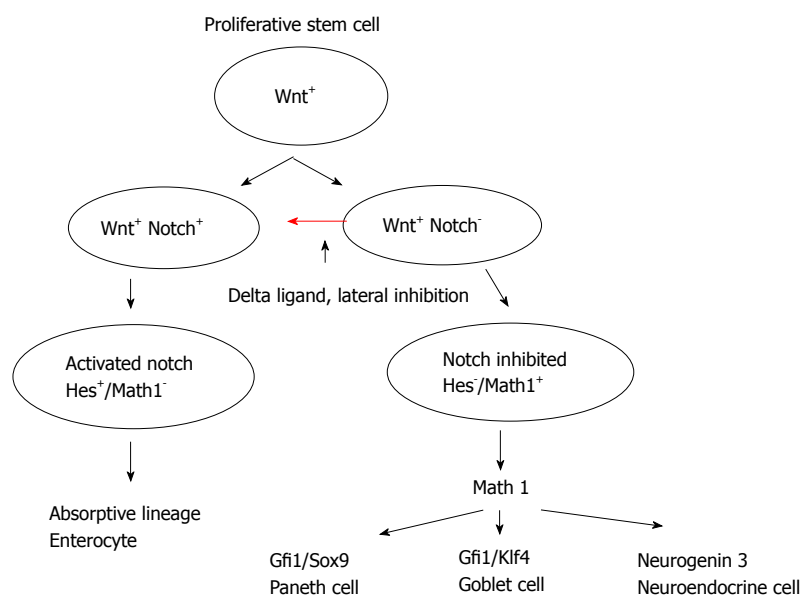 Proliferative stem cell
Wnt⁺
Wnt⁺ Notch⁺
Wnt⁺ Notch⁻
Delta ligand, lateral inhibition
Activated notch
Hes⁺/Math1⁻
Notch inhibited
Hes⁻/Math1⁺
Math 1
Absorptive lineage
Enterocyte
Gfi1/Sox9
Paneth cell
Gfi1/Klf4
Goblet cell
Neurogenin 3
Neuroendocrine cell